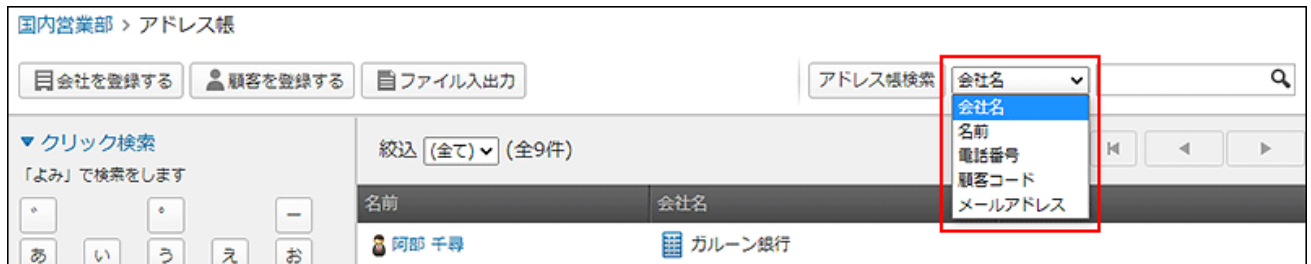 国内営業部 > アドレス帳
会社を登録する 顧客を登録する ファイル入出力 アドレス帳検索 会社名
会社名
名前
電話番号
顧客コード
メールアドレス
▼ クリック検索
「よみ」で検索をします
絞込 (全て) (全9件)
゛ ゜ ー
あ い う え お
名前 会社名
阿部 千尋 ガルーン銀行